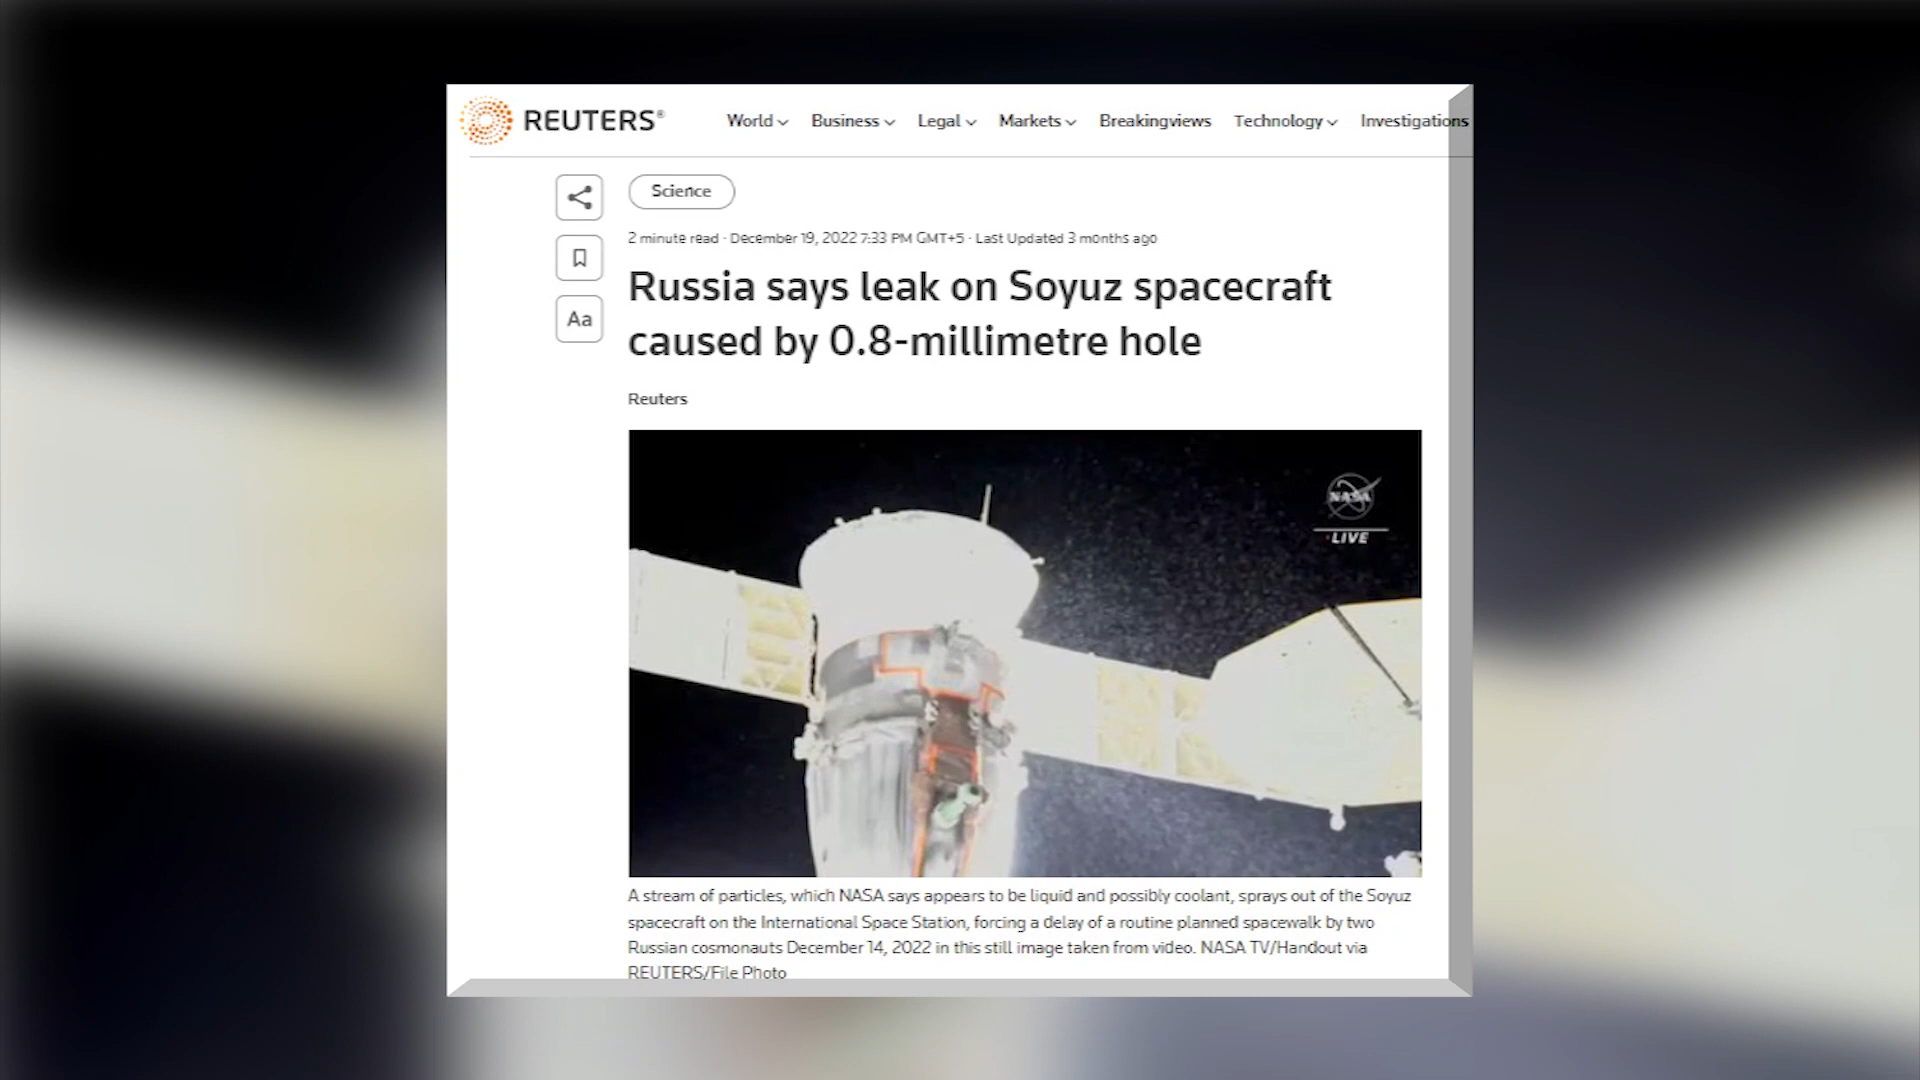 REUTERS®
World Business Legal Markets Breakingviews Technology Investigations
Science
2 minute read · December 19, 2022 7:33 PM GMT+5 · Last Updated 3 months ago
Aa
Russia says leak on Soyuz spacecraft
caused by 0.8-millimetre hole
Reuters
NASA
LIVE
A stream of particles, which NASA says appears to be liquid and possibly coolant, sprays out of the Soyuz
spacecraft on the International Space Station, forcing a delay of a routine planned spacewalk by two
Russian cosmonauts December 14, 2022 in this still image taken from video. NASA TV/Handout via
REUTERS/File Photo